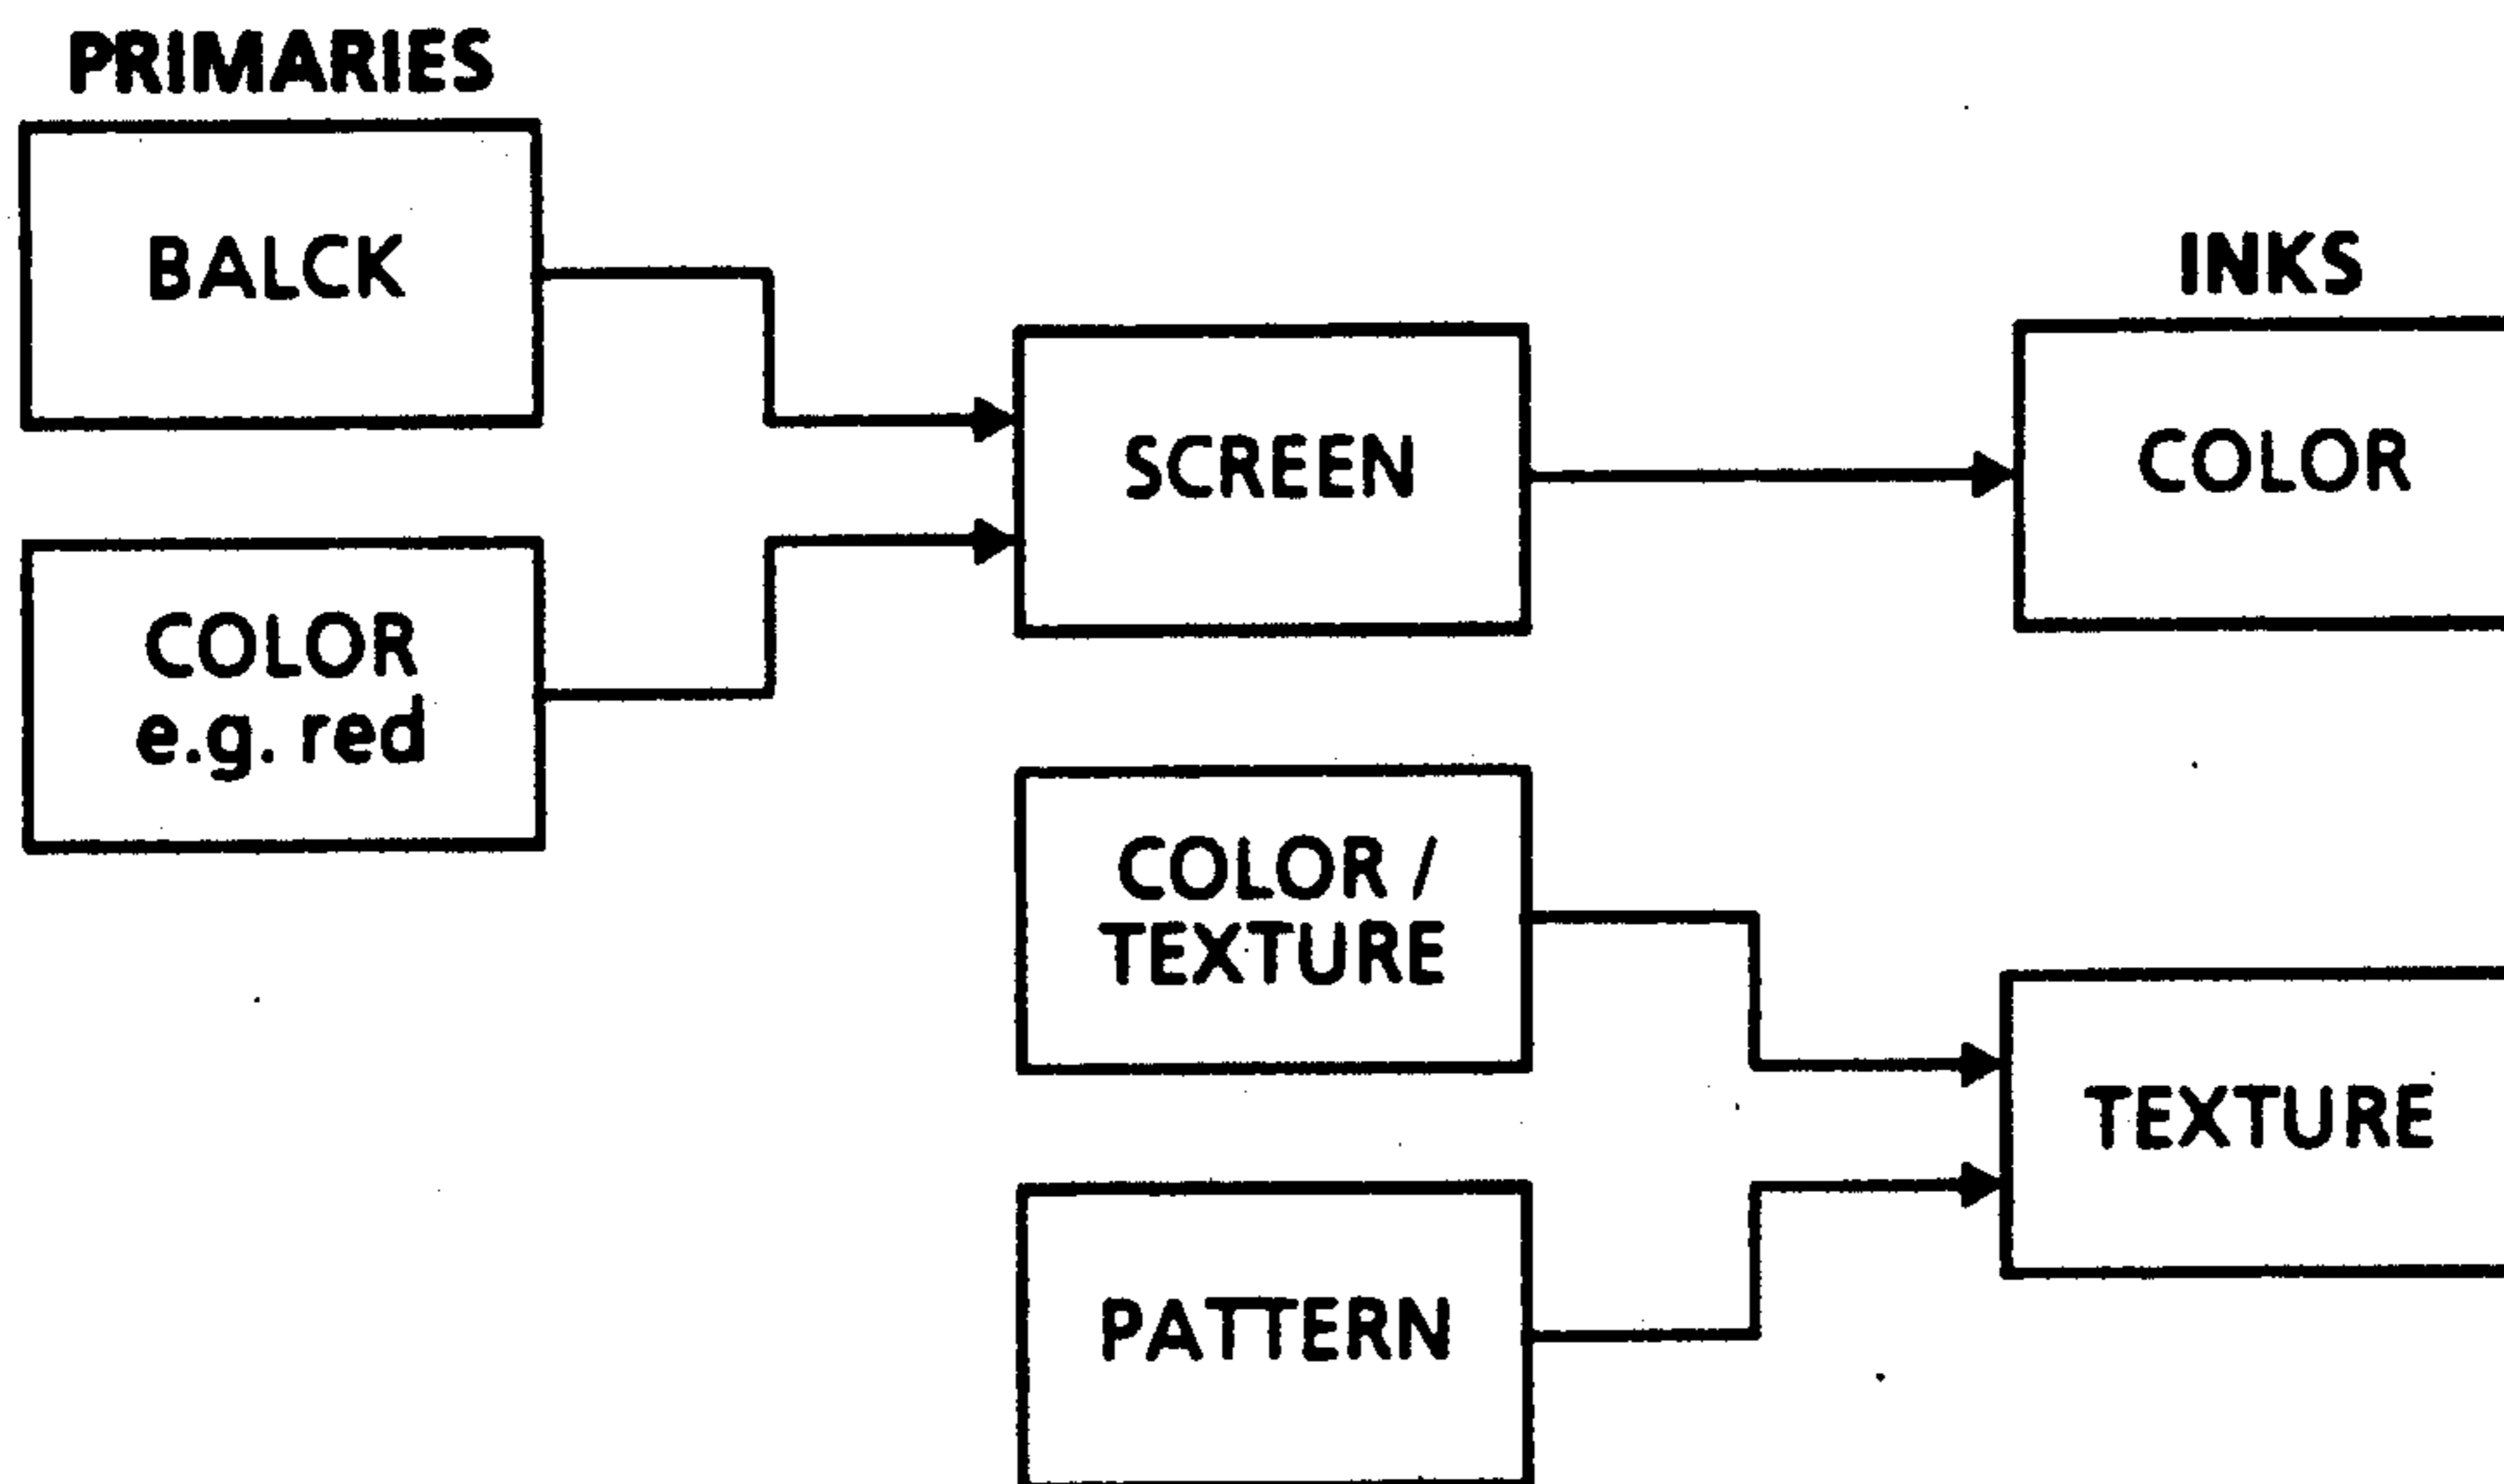 PRIMARIES
BALCK
INKS
SCREEN
COLOR
COLOR
e.g. red
COLOR /
TEXTURE
TEXTURE
PATTERN